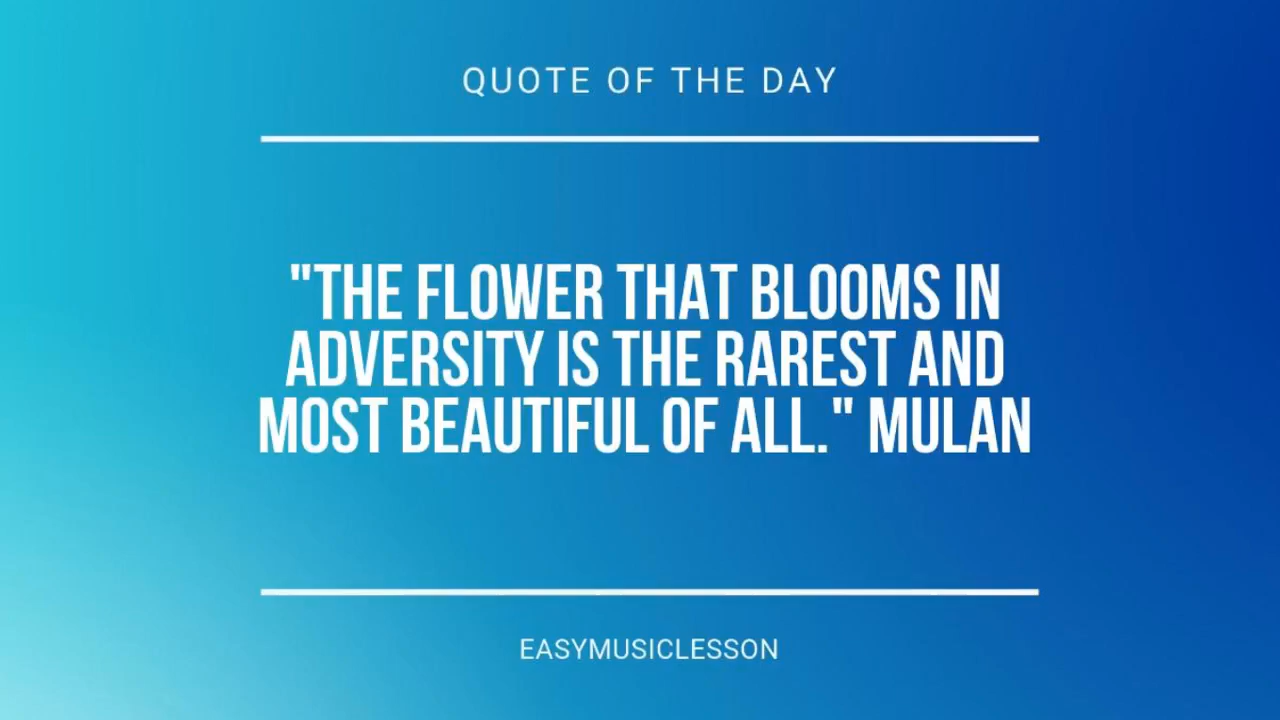 QUOTE OF THE DAY
"THE FLOWER THAT BLOOMS IN
ADVERSITY IS THE RAREST AND
MOST BEAUTIFUL OF ALL." MULAN
EASYMUSICLESSON